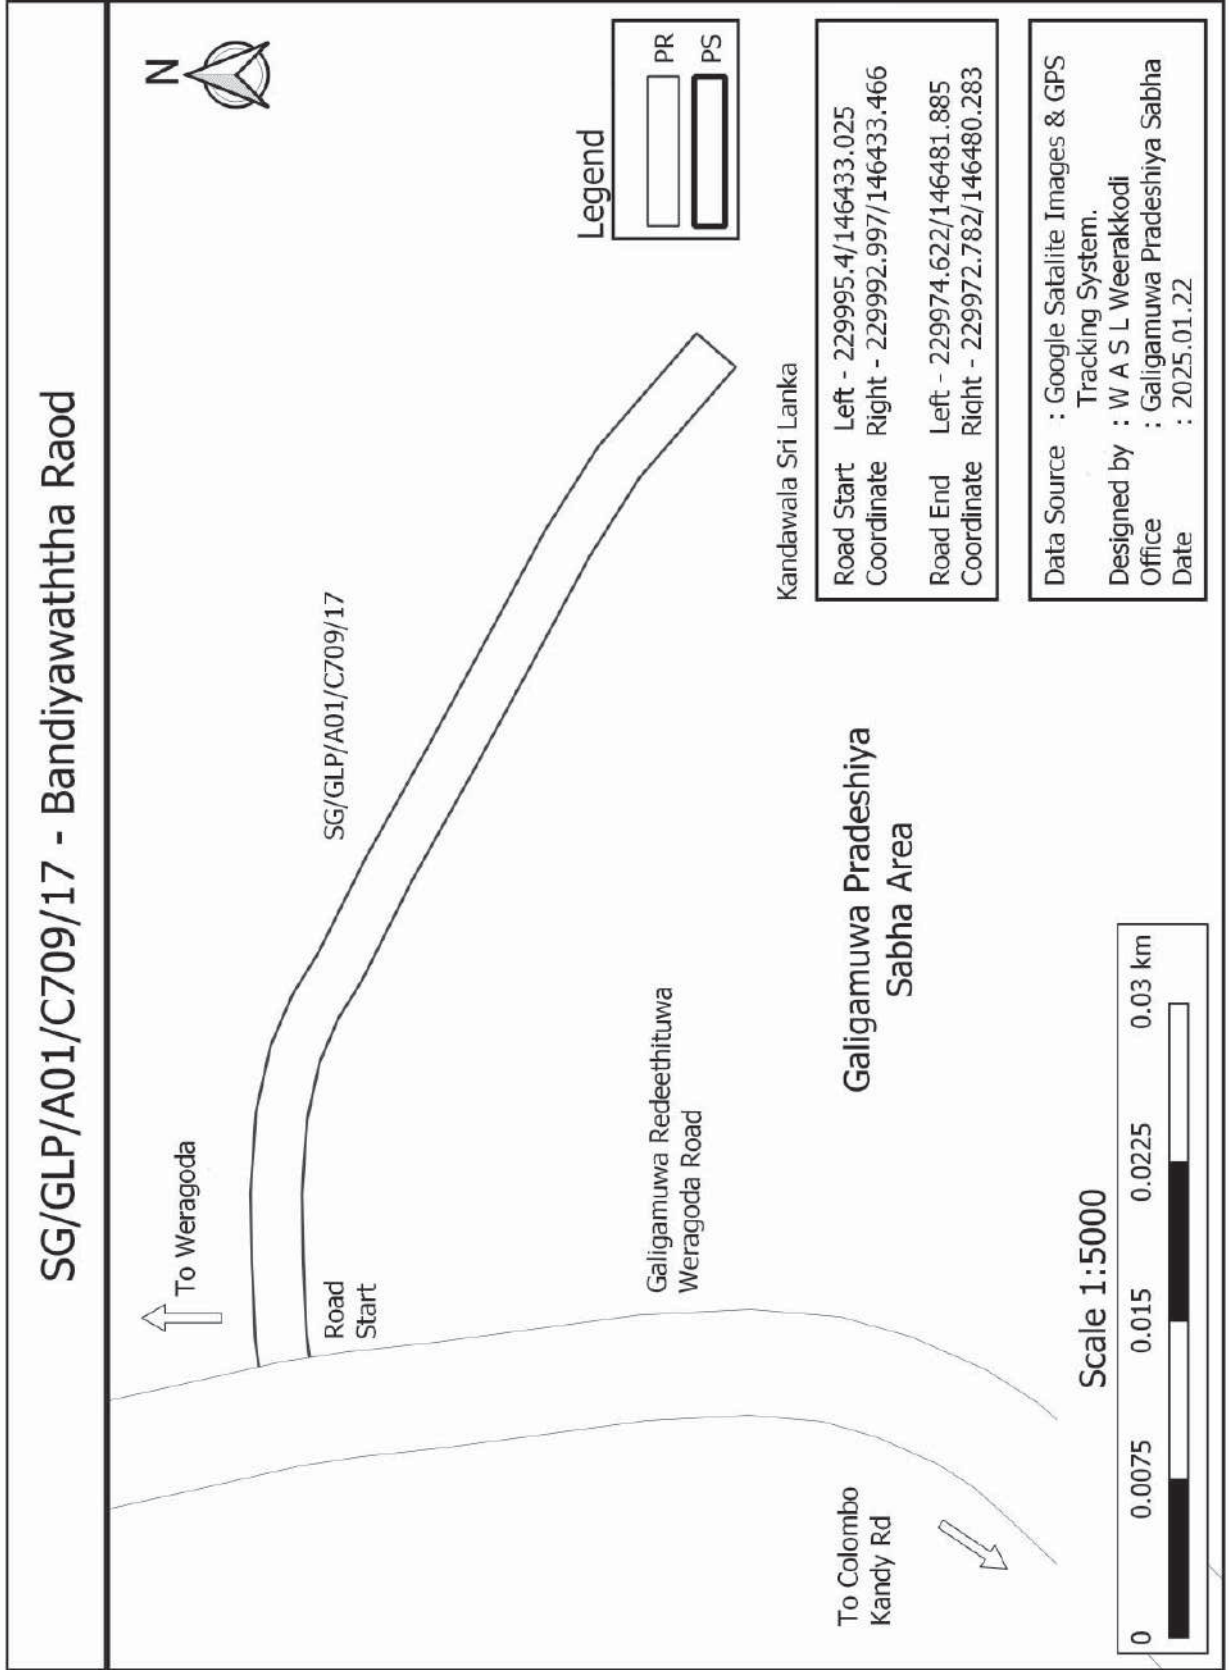 SG/GLP/A01/C709/17 - Bandiyawaththa Raod
N
To Weragoda
Road
Start
SG/GLP/A01/C709/17
Legend
PR
PS
Galigamuwa Redeethituwa
Weragoda Road
Kandawala Sri Lanka
Galigamuwa Pradeshiya
Sabha Area
To Colombo
Kandy Rd
Road Start Left - 229995.4/146433.025
Coordinate Right - 229992.997/146433.466
Road End Left - 229974.622/146481.885
Coordinate Right - 229972.782/146480.283
Data Source : Google Satalite Images & GPS
Tracking System.
Designed by : W A S L Weerakkodi
Office : Galigamuwa Pradeshiya Sabha
Date : 2025.01.22
Scale 1:5000
0 0.0075 0.015 0.0225 0.03 km